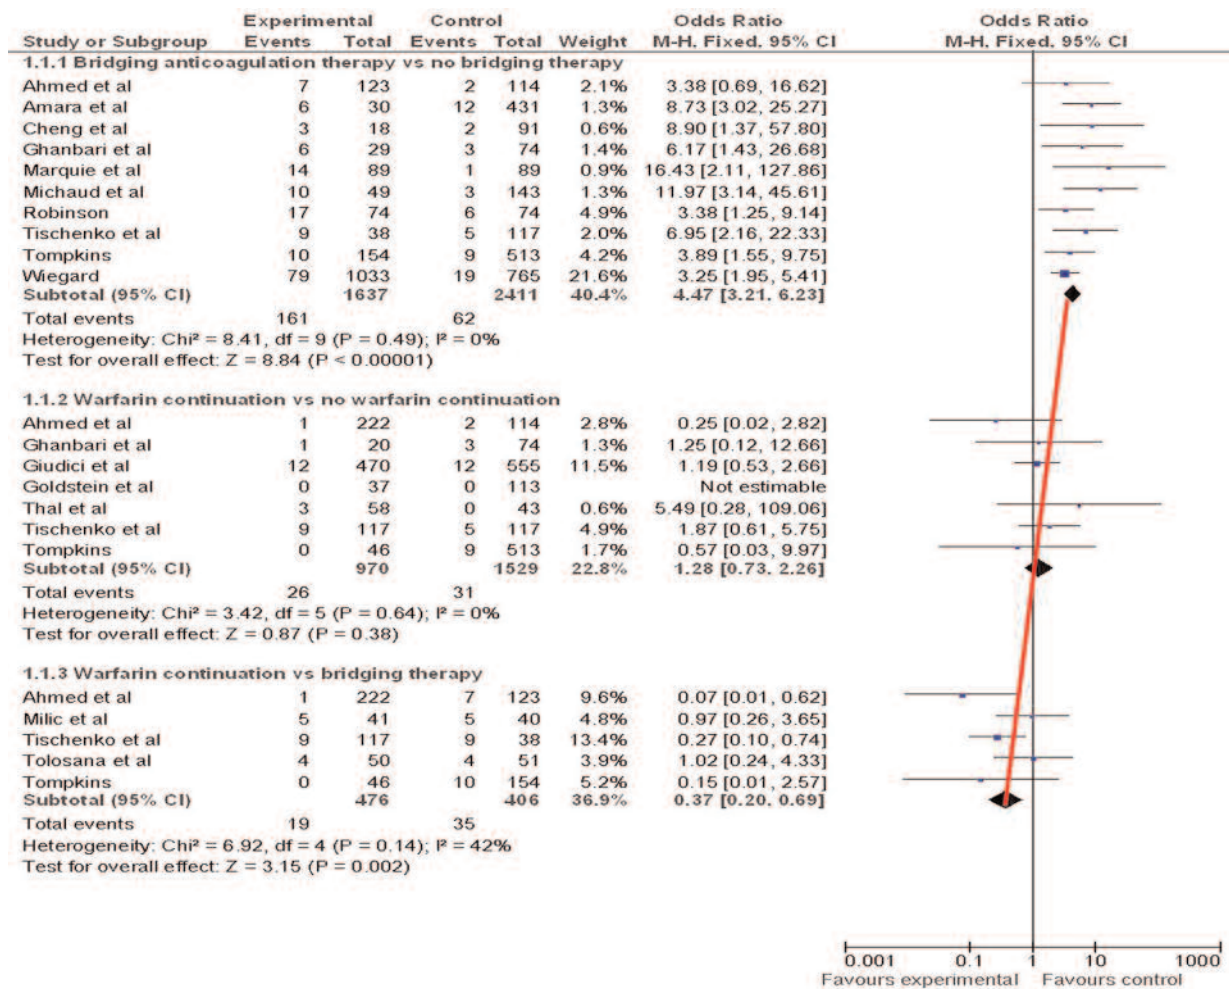 Experimental Control Odds Ratio Odds Ratio
Study or Subgroup Events Total Events Total Weight M-H, Fixed, 95% CI M-H, Fixed, 95% CI
1.1.1 Bridging anticoagulation therapy vs no bridging therapy
Ahmed et al 7 123 2 114 2.1% 3.38 [0.69, 16.62]
Amara et al 6 30 12 431 1.3% 8.73 [3.02, 25.27]
Cheng et al 3 18 2 91 0.6% 8.90 [1.37, 57.80]
Ghanbari et al 6 29 3 74 1.4% 6.17 [1.43, 26.68]
Marquie et al 14 89 1 89 0.9% 16.43 [2.11, 127.86]
Michaud et al 10 49 3 143 1.3% 11.97 [3.14, 45.61]
Robinson 17 74 6 74 4.9% 3.38 [1.25, 9.14]
Tischenko et al 9 38 5 117 2.0% 6.95 [2.16, 22.33]
Tompkins 10 154 9 513 4.2% 3.89 [1.55, 9.75]
Wiegard 79 1033 19 765 21.6% 3.25 [1.95, 5.41]
Subtotal (95% CI) 1637 2411 40.4% 4.47 [3.21, 6.23]
Total events 161 62
Heterogeneity: Chi² = 8.41, df = 9 (P = 0.49); I² = 0%
Test for overall effect: Z = 8.84 (P < 0.00001)
1.1.2 Warfarin continuation vs no warfarin continuation
Ahmed et al 1 222 2 114 2.8% 0.25 [0.02, 2.82]
Ghanbari et al 1 20 3 74 1.3% 1.25 [0.12, 12.66]
Giudici et al 12 470 12 555 11.5% 1.19 [0.53, 2.66]
Goldstein et al 0 37 0 113 Not estimable
Thal et al 3 58 0 43 0.6% 5.49 [0.28, 109.06]
Tischenko et al 9 117 5 117 4.9% 1.87 [0.61, 5.75]
Tompkins 0 46 9 513 1.7% 0.57 [0.03, 9.97]
Subtotal (95% CI) 970 1529 22.8% 1.28 [0.73, 2.26]
Total events 26 31
Heterogeneity: Chi² = 3.42, df = 5 (P = 0.64); I² = 0%
Test for overall effect: Z = 0.87 (P = 0.38)
1.1.3 Warfarin continuation vs bridging therapy
Ahmed et al 1 222 7 123 9.6% 0.07 [0.01, 0.62]
Milic et al 5 41 5 40 4.8% 0.97 [0.26, 3.65]
Tischenko et al 9 117 9 38 13.4% 0.27 [0.10, 0.74]
Tolosana et al 4 50 4 51 3.9% 1.02 [0.24, 4.33]
Tompkins 0 46 10 154 5.2% 0.15 [0.01, 2.57]
Subtotal (95% CI) 476 406 36.9% 0.37 [0.20, 0.69]
Total events 19 35
Heterogeneity: Chi² = 6.92, df = 4 (P = 0.14); I² = 42%
Test for overall effect: Z = 3.15 (P = 0.002)
0.001 0.1 1 10 1000
Favours experimental Favours control